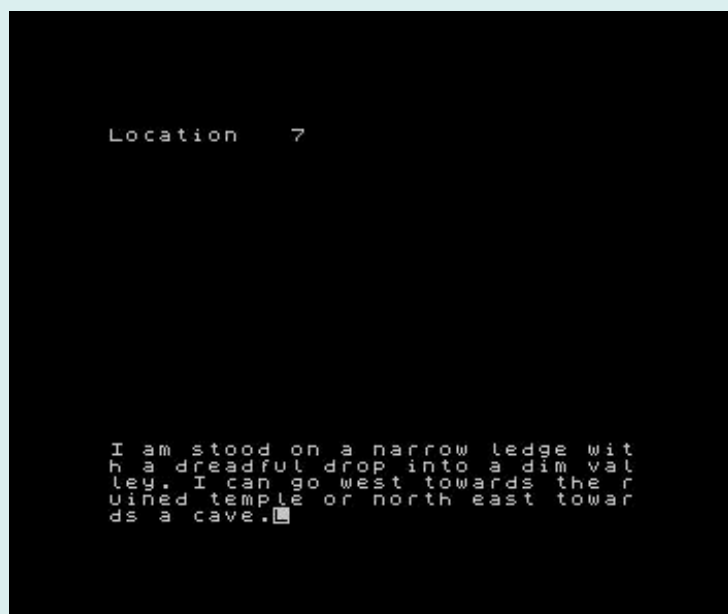 Location 7
I am stood on a narrow ledge wit
h a dreadful drop into a dim val
ley. I can go west towards the r
uined temple or north east towar
ds a cave.L